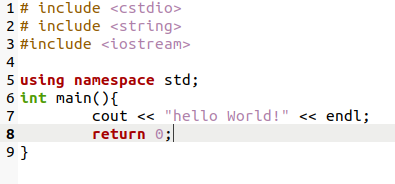 1 # include <cstdio>
2 # include <string>
3 #include <iostream>
4
5 using namespace std;
6 int main(){
7         cout << "hello World!" << endl;
8         return 0;
9 }